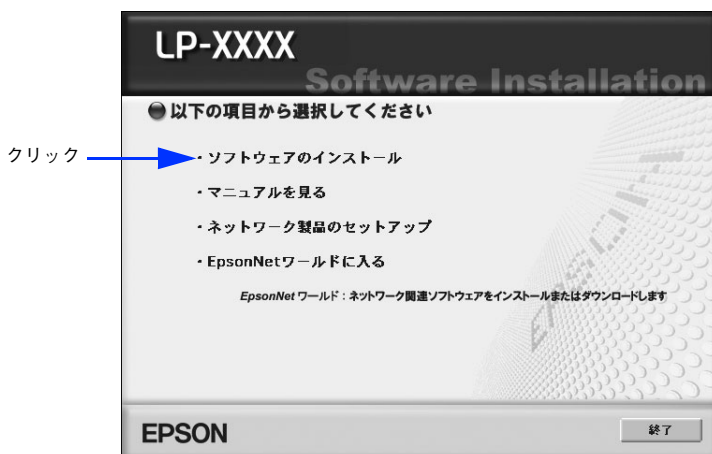 LP-XXXX
Software Installation
以下の項目から選択してください
クリック
・ソフトウェアのインストール
・マニュアルを見る
・ネットワーク製品のセットアップ
・EpsonNetワールドに入る
EpsonNet ワールド：ネットワーク関連ソフトウェアをインストールまたはダウンロードします
EPSON
EPSON
終了